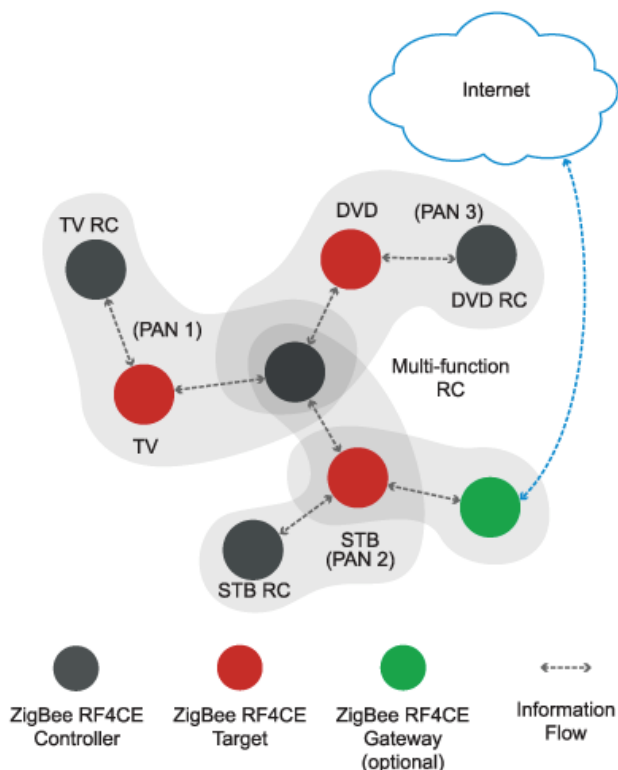 Internet
TV RC
DVD
(PAN 3)
DVD RC
(PAN 1)
Multi-function
RC
TV
STB
(PAN 2)
STB RC
ZigBee RF4CE
Controller
ZigBee RF4CE
Target
ZigBee RF4CE
Gateway
(optional)
Information
Flow